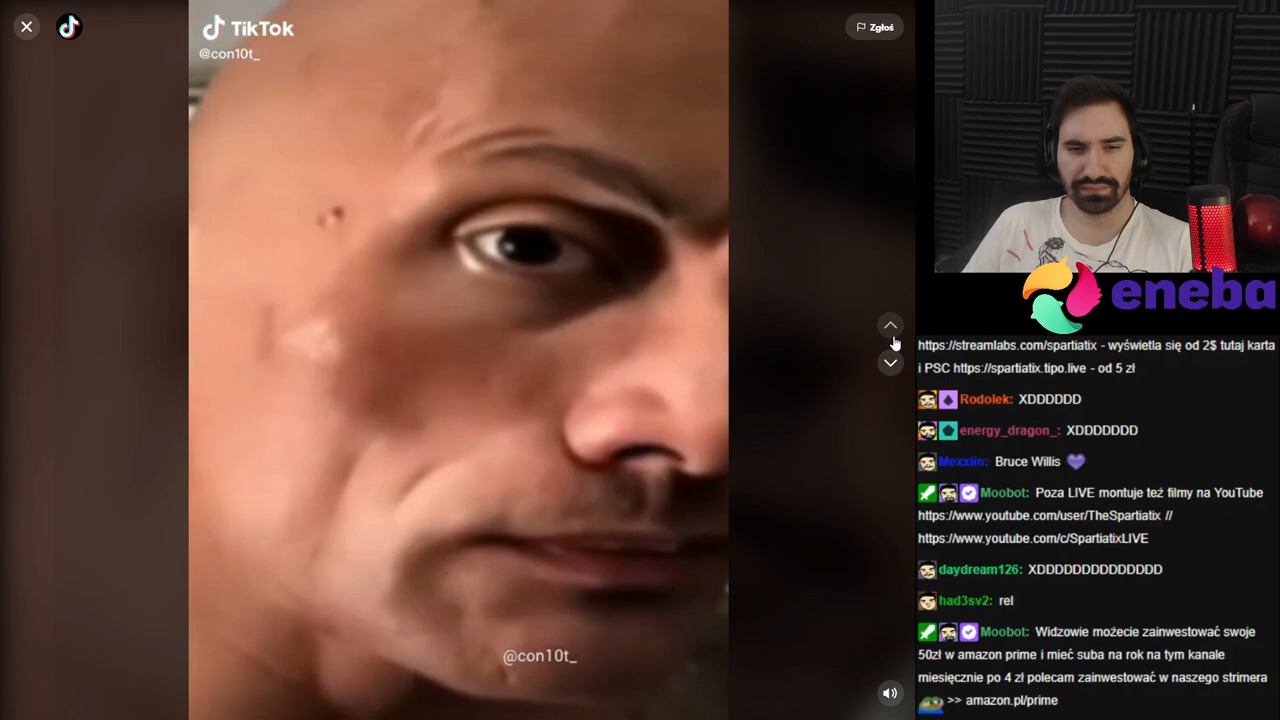 TikTok
@con10t_
Zgłoś
@con10t_
eneba
https://streamlabs.com/spartiatix - wyświetla się od 2$ tutaj karta
i PSC https://spartiatix.tipo.live - od 5 zł
Rodolek: XDDDDDD
energy_dragon_: XDDDDDDD
Mexxiin: Bruce Willis
Moobot: Poza LIVE montuje też filmy na YouTube
https://www.youtube.com/user/TheSpartiatix //
https://www.youtube.com/c/SpartiatixLIVE
daydream126: XDDDDDDDDDDDDDD
had3sv2: rel
Moobot: Widzowie możecie zainwestować swoje
50zł w amazon prime i mieć suba na rok na tym kanale
miesięcznie po 4 zł polecam zainwestować w naszego strimera
>> amazon.pl/prime